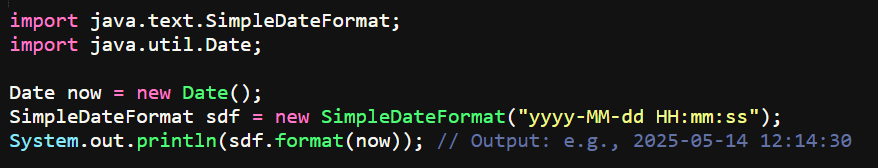 import java.text.SimpleDateFormat;
import java.util.Date;
Date now = new Date();
SimpleDateFormat sdf = new SimpleDateFormat("yyyy-MM-dd HH:mm:ss");
System.out.println(sdf.format(now)); // Output: e.g., 2025-05-14 12:14:30